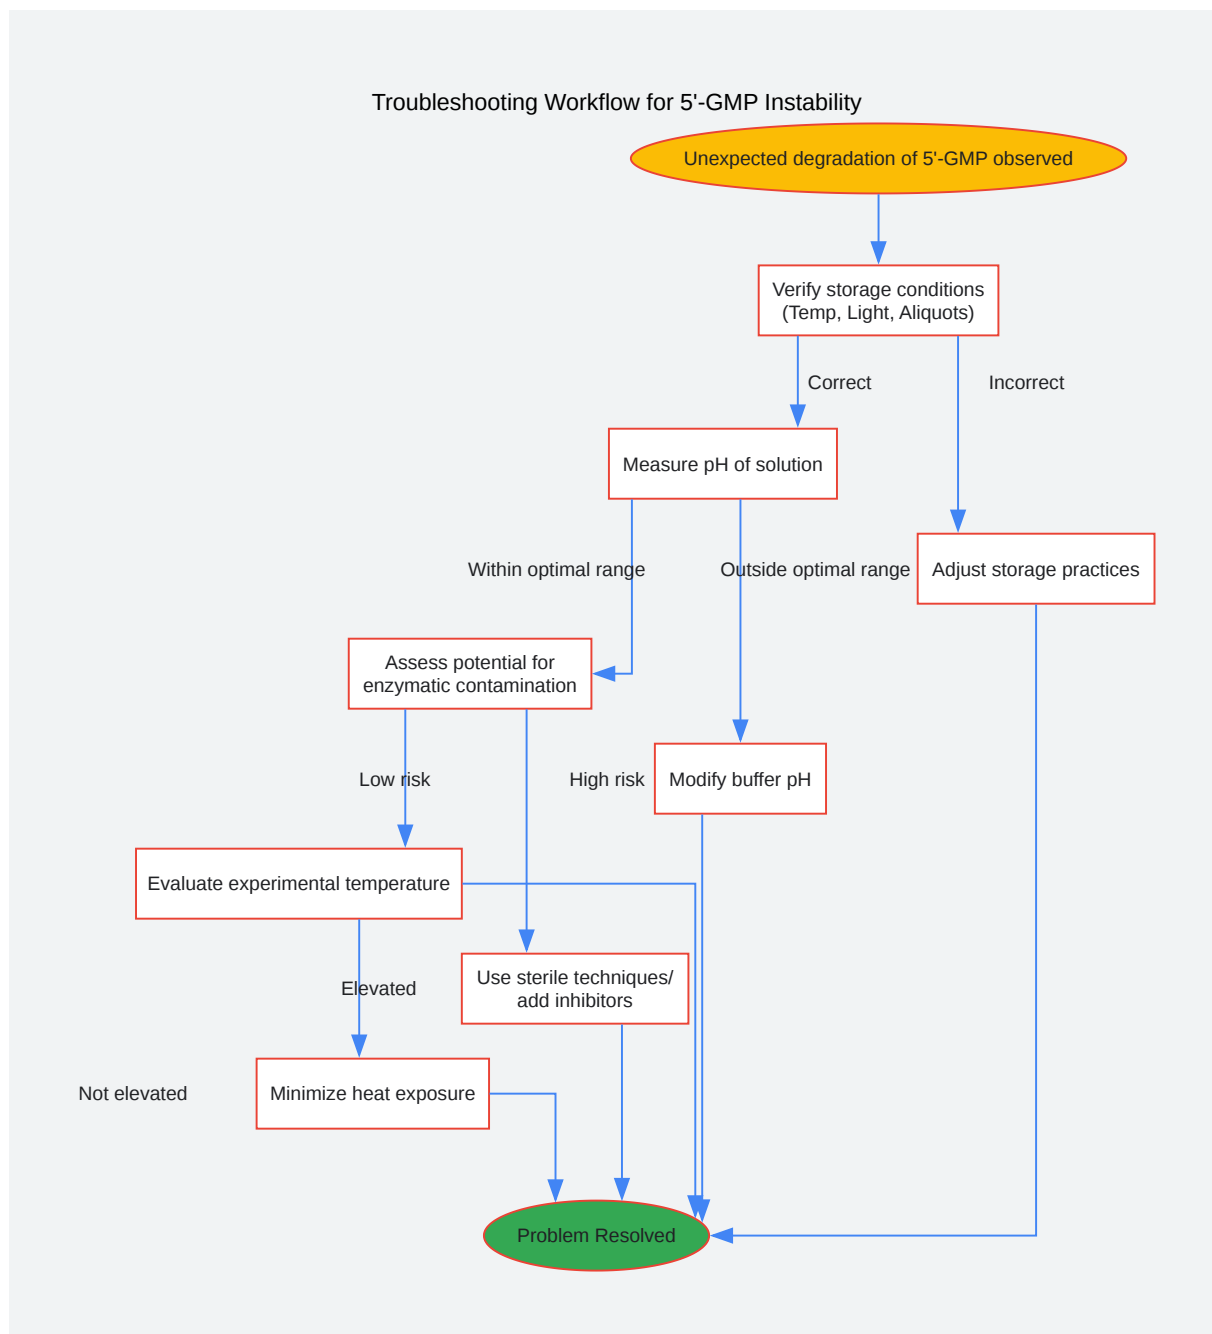 Troubleshooting Workflow for 5'-GMP Instability
Unexpected degradation of 5'-GMP observed
Verify storage conditions
(Temp, Light, Aliquots)
Correct
Incorrect
Measure pH of solution
Within optimal range
Outside optimal range
Adjust storage practices
Assess potential for
enzymatic contamination
Low risk
High risk
Modify buffer pH
Evaluate experimental temperature
Use sterile techniques/
add inhibitors
Elevated
Not elevated
Minimize heat exposure
Problem Resolved